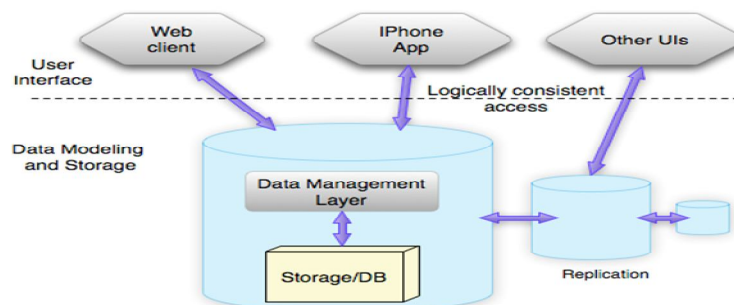 Web
client
IPhone
App
Other UIs
User
Interface
Logically consistent
access
Data Modeling
and Storage
Data Management
Layer
Storage/DB
Replication